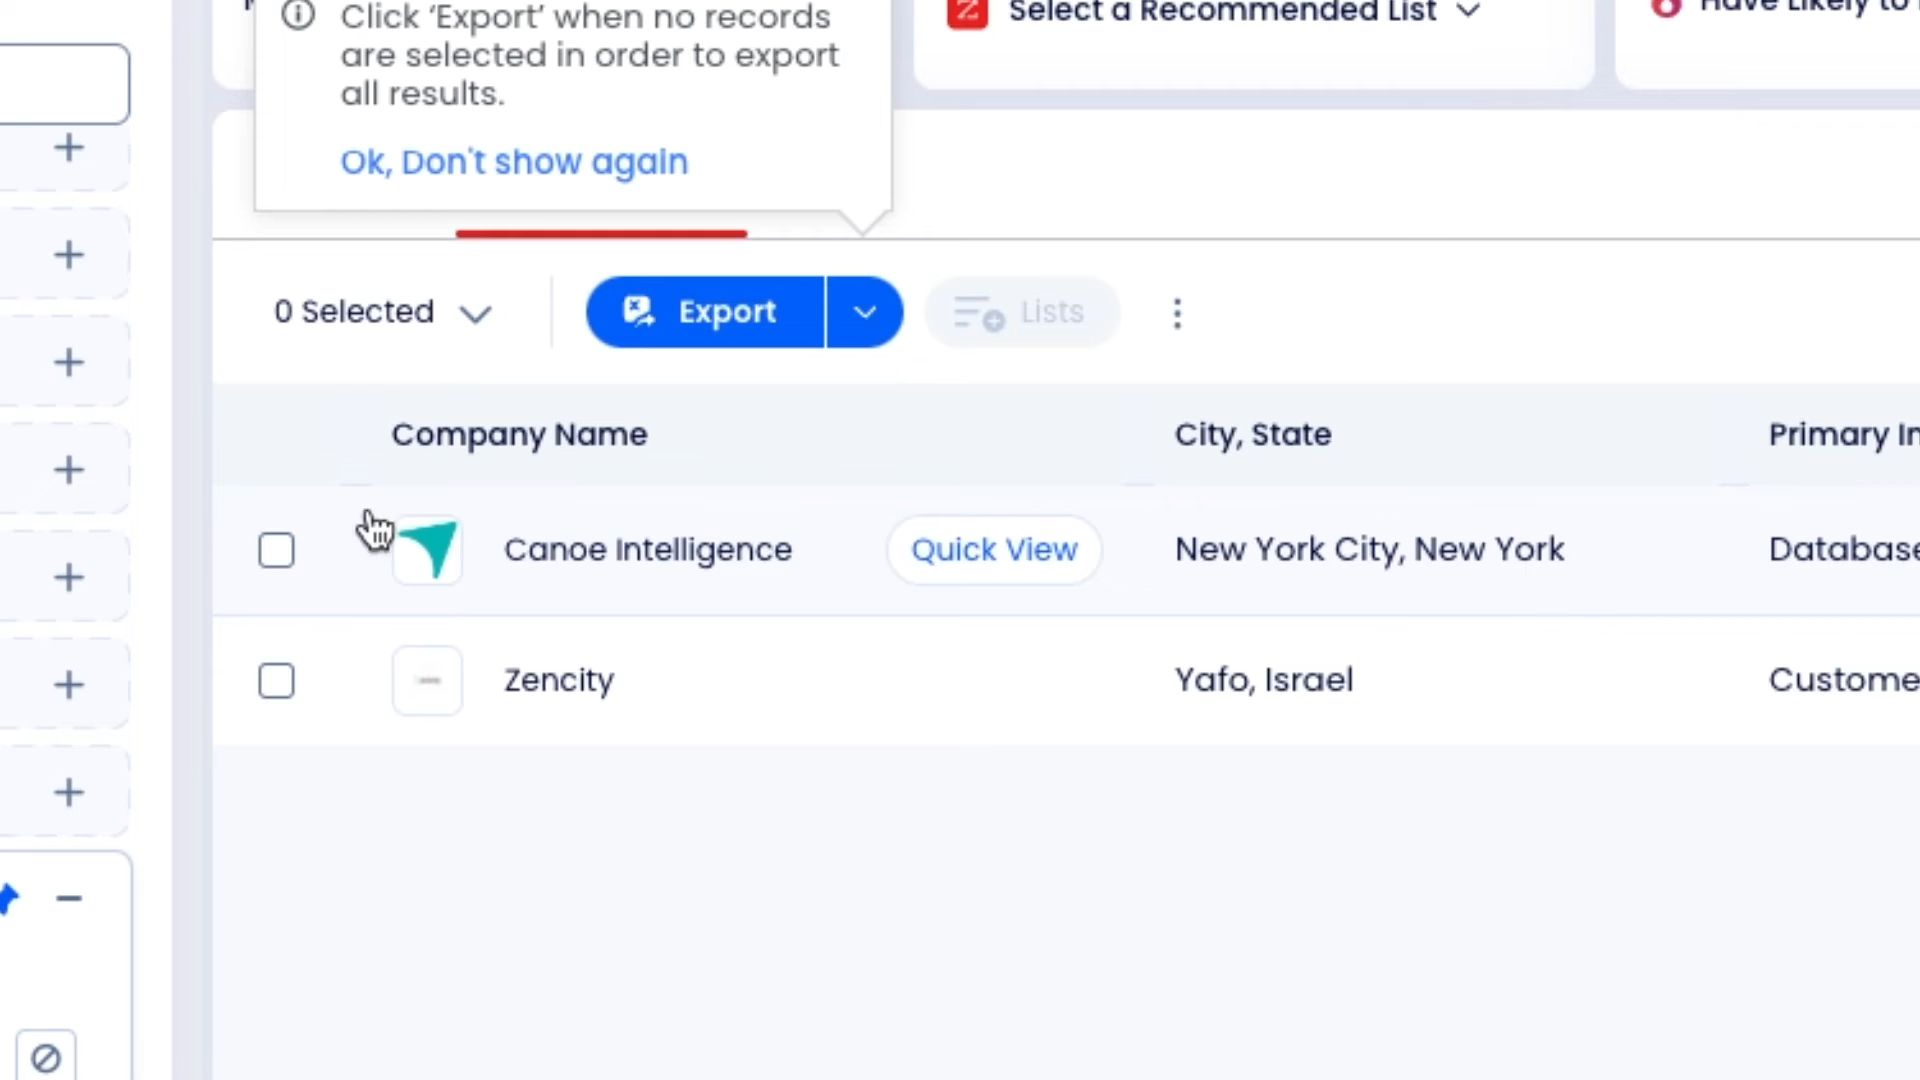 Click ‘Export’ when no records
are selected in order to export
all results.
Ok, Don't show again
Select a Recommended List
Have Likely to
0 Selected
Export
Lists
Company Name
City, State
Primary In
Canoe Intelligence
Quick View
New York City, New York
Database
Zencity
Yafo, Israel
Custome